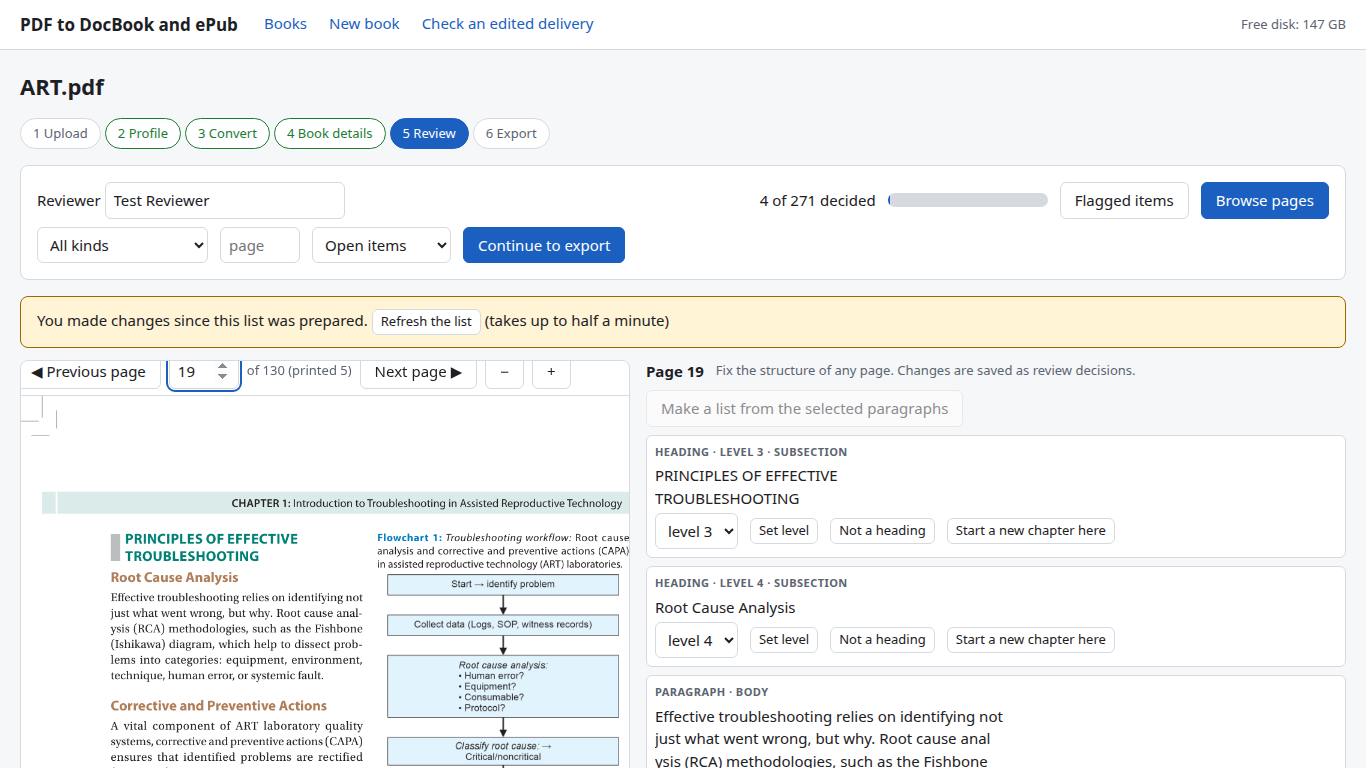 PDF to DocBook and ePub
Books
New book
Check an edited delivery
Free disk: 147 GB
ART.pdf
1 Upload
2 Profile
3 Convert
4 Book details
5 Review
6 Export
Reviewer
Test Reviewer
4 of 271 decided
Flagged items
Browse pages
All kinds
page
Open items
Continue to export
You made changes since this list was prepared. Refresh the list (takes up to half a minute)
◀ Previous page
19
of 130 (printed 5)
Next page ▶
−
+
CHAPTER 1: Introduction to Troubleshooting in Assisted Reproductive Technology
PRINCIPLES OF EFFECTIVE
TROUBLESHOOTING
Root Cause Analysis
Effective troubleshooting relies on identifying not
just what went wrong, but why. Root cause anal-
ysis (RCA) methodologies, such as the Fishbone
(Ishikawa) diagram, which help to dissect prob-
lems into categories: equipment, environment,
technique, human error, or systemic fault.
Corrective and Preventive Actions
A vital component of ART laboratory quality
systems, corrective and preventive actions (CAPA)
ensures that identified problems are rectified
Flowchart 1: Troubleshooting workflow: Root cause
analysis and corrective and preventive actions (CAPA)
in assisted reproductive technology (ART) laboratories.
Start → identify problem
Collect data (Logs, SOP, witness records)
Root cause analysis:
• Human error?
• Equipment?
• Consumable?
• Protocol?
Classify root cause: →
Critical/noncritical
Page 19
Fix the structure of any page. Changes are saved as review decisions.
Make a list from the selected paragraphs
HEADING · LEVEL 3 · SUBSECTION
PRINCIPLES OF EFFECTIVE
TROUBLESHOOTING
level 3
Set level
Not a heading
Start a new chapter here
HEADING · LEVEL 4 · SUBSECTION
Root Cause Analysis
level 4
Set level
Not a heading
Start a new chapter here
PARAGRAPH · BODY
Effective troubleshooting relies on identifying not
just what went wrong, but why. Root cause anal
ysis (RCA) methodologies, such as the Fishbone